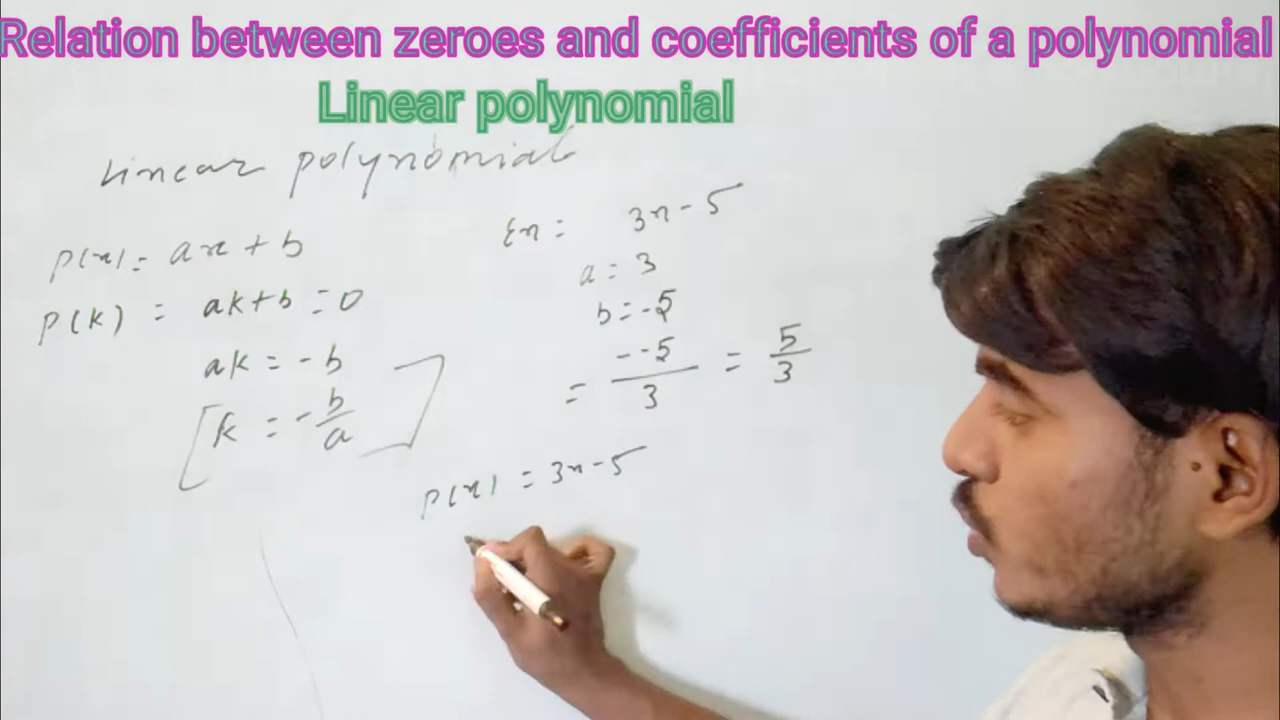 Relation between zeroes and coefficients of a polynomial
Linear polynomial
Linear polynomial
P(x) = ax + b
P(k) = ak+b = 0
ak = -b
[k = -b/a]
Ex = 3x - 5
a = 3
b = -5
= --5/3 = 5/3
P(x) = 3x - 5